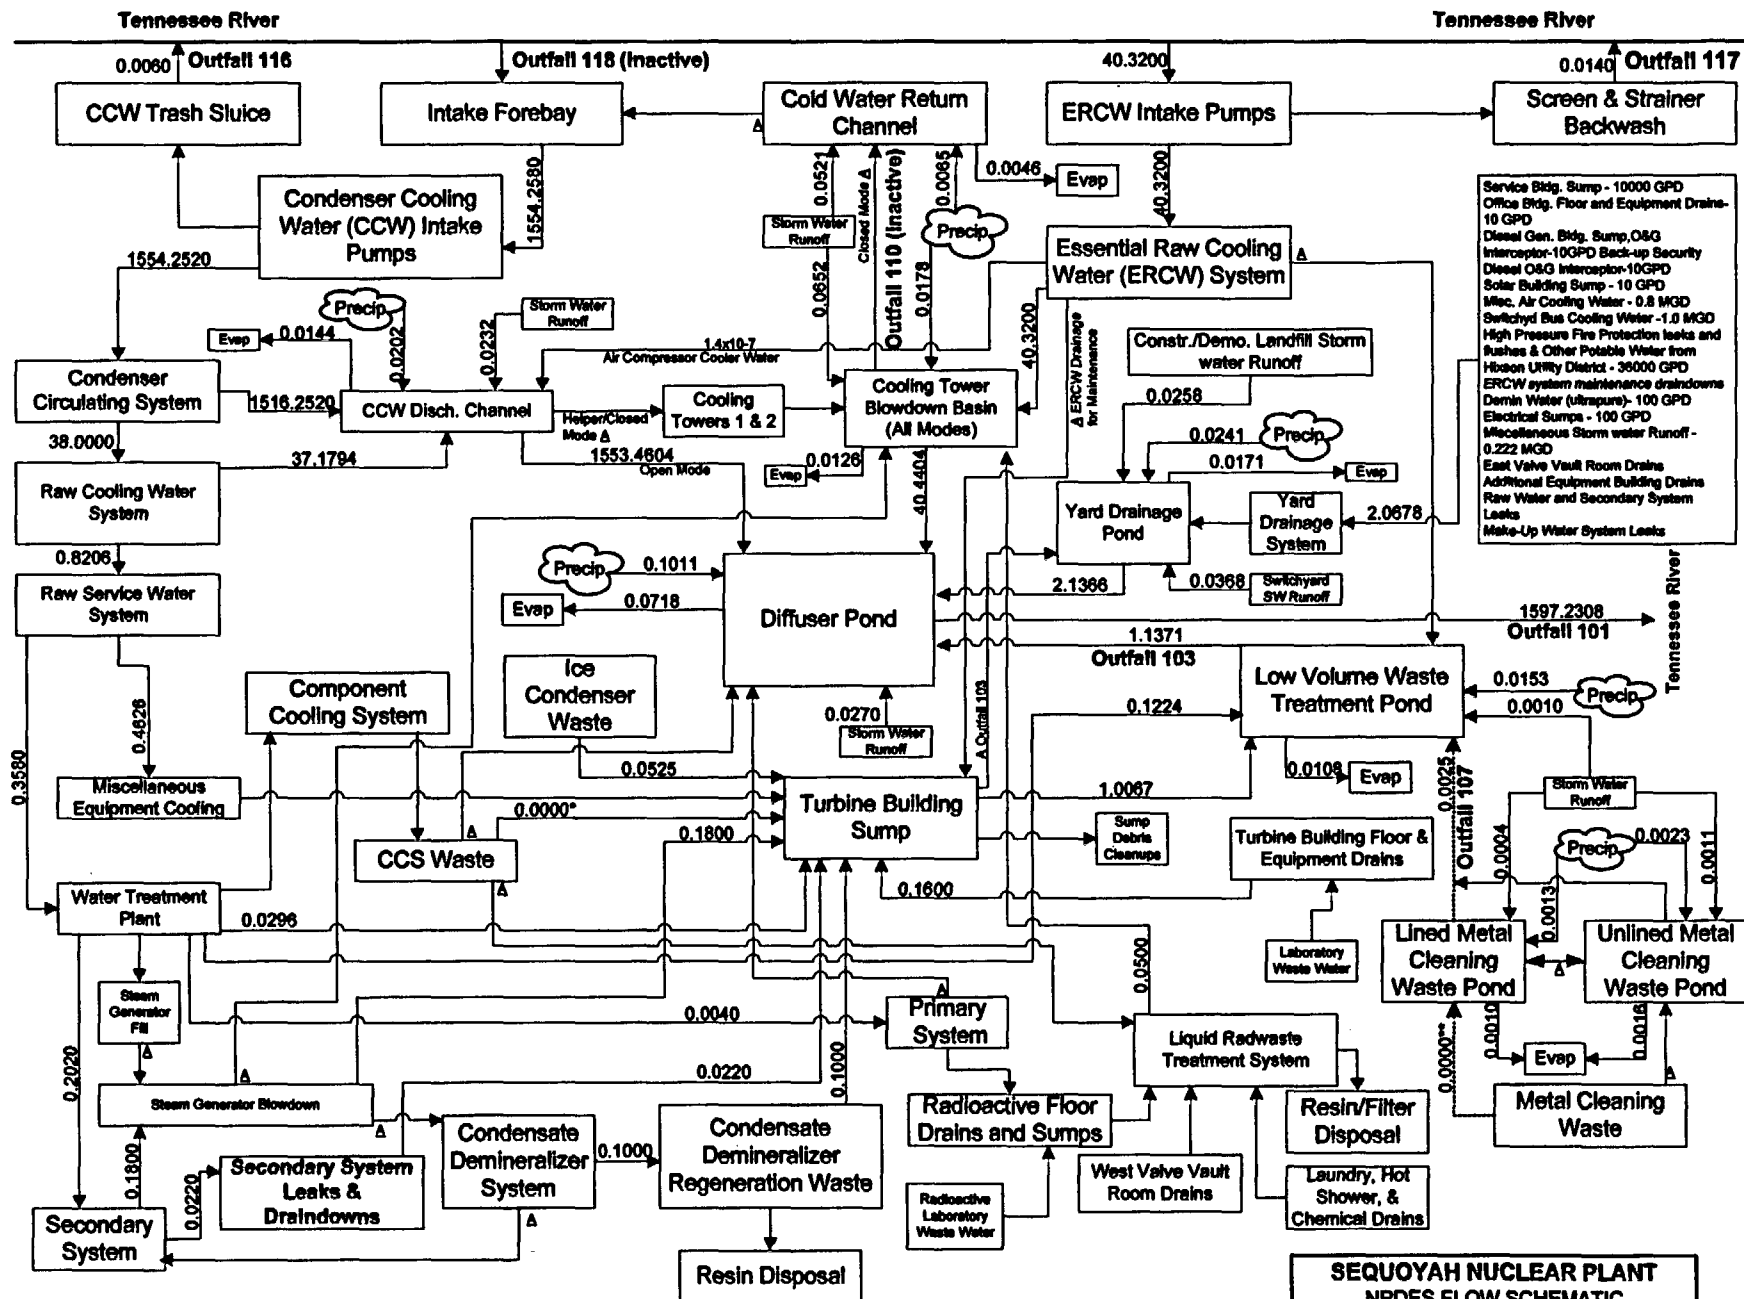 Tennessee River
Tennessee River
0.0060
Outfall 116
Outfall 118 (Inactive)
40.3200
0.0140
Outfall 117
CCW Trash Sluice
Intake Forebay
Cold Water Return
Channel
ERCW Intake Pumps
Screen & Strainer
Backwash
Δ
0.0521
Closed Mode Δ
Outfall 110 (Inactive)
0.0065
0.0046
Evap
40.3200
1554.2580
Condenser Cooling
Water (CCW) Intake
Pumps
Storm Water
Runoff
Precip
Essential Raw Cooling
Water (ERCW) System
Δ
Service Bldg. Sump - 10000 GPD
Office Bldg. Floor and Equipment Drains-
10 GPD
Diesel Gen. Bldg. Sump,O&G
Interceptor-10GPD Back-up Security
Diesel O&G Interceptor-10GPD
Solar Building Sump - 10 GPD
Misc. Air Cooling Water - 0.8 MGD
Switchyd Bus Cooling Water -1.0 MGD
High Pressure Fire Protection leaks and
flushes & Other Potable Water from
Hixson Utility District - 36000 GPD
ERCW system maintenance draindowns
Demin Water (ultrapure)- 100 GPD
Electrical Sumps - 100 GPD
Miscellaneous Storm water Runoff -
0.222 MGD
East Valve Vault Room Drains
Additional Equipment Building Drains
Raw Water and Secondary System
Leaks
Make-Up Water System Leaks
1554.2520
0.0652
0.0178
Precip
Storm Water
Runoff
Evap
0.0144
0.0202
0.0232
1.4x10-7
Air Compressor Cooler Water
40.3200
Δ ERCW Drainage
for Maintenance
Constr./Demo. Landfill Storm
water Runoff
Condenser
Circulating System
1516.2520
CCW Disch. Channel
Helper/Closed
Mode Δ
Cooling
Towers 1 & 2
Cooling Tower
Blowdown Basin
(All Modes)
0.0258
38.0000
37.1794
1553.4604
Open Mode
Evap
0.0126
40.4404
0.0241
Precip
0.0171
Evap
Raw Cooling Water
System
Yard Drainage
Pond
Yard
Drainage
System
2.0678
0.8206
Precip
0.1011
2.1366
0.0368
Switchyard
SW Runoff
Tennessee River
Raw Service Water
System
Evap
0.0718
Diffuser Pond
1597.2308
Outfall 101
1.1371
Outfall 103
Low Volume Waste
Treatment Pond
0.0153
Precip
0.0010
Ice
Condenser
Waste
Component
Cooling System
0.4626
0.3580
0.0270
Storm Water
Runoff
Δ Outfall 103
0.1224
0.0525
0.0108
Evap
0.0025
Outfall 107
Storm Water
Runoff
Miscellaneous
Equipment Cooling
Turbine Building
Sump
1.0067
0.0000*
0.1800
Sump
Debris
Cleanups
Turbine Building Floor &
Equipment Drains
0.0004
Precip
0.0023
0.0011
Δ
CCS Waste
Δ
0.1600
0.0013
Water Treatment
Plant
0.0296
Laboratory
Waste Water
Lined Metal
Cleaning
Waste Pond
Δ
Unlined Metal
Cleaning
Waste Pond
0.0500
Steam
Generator
Fill
Δ
0.0040
Δ
Primary
System
Liquid Radwaste
Treatment System
0.0000**
0.0010
Evap
0.0016
Δ
0.2020
Δ
0.0220
0.1000
Steam Generator Blowdown
Δ
Radioactive Floor
Drains and Sumps
Resin/Filter
Disposal
Metal Cleaning
Waste
0.1800
Condensate
Demineralizer
System
0.1000
Condensate
Demineralizer
Regeneration Waste
Secondary System
Leaks &
Draindowns
0.0220
West Valve Vault
Room Drains
Laundry, Hot
Shower, &
Chemical Drains
Radioactive
Laboratory
Waste Water
Secondary
System
Δ
Resin Disposal
SEQUOYAH NUCLEAR PLANT
NPDES FLOW SCHEMATIC